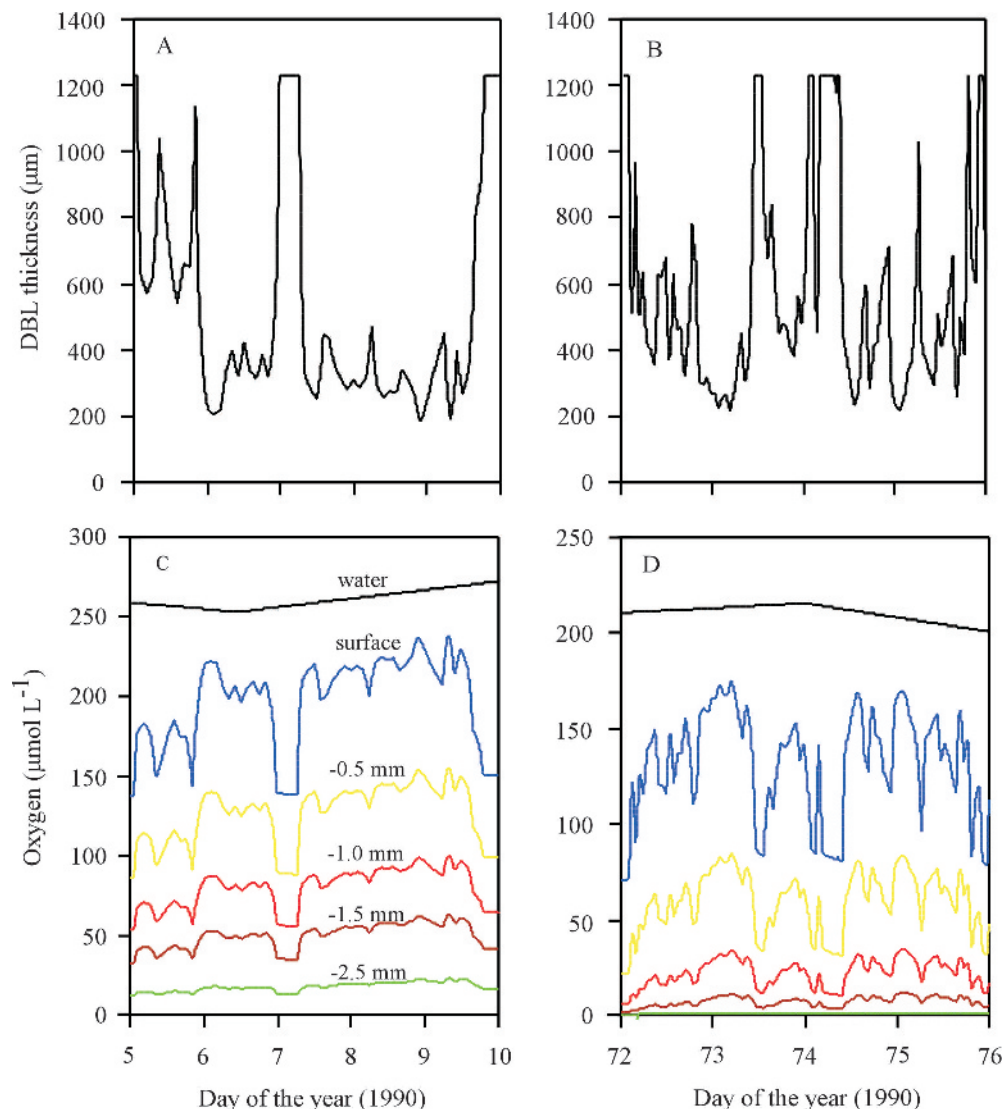 1400
1200
1000
800
600
400
200
0
DBL thickness (µm)
A
1400
1200
1000
800
600
400
200
0
B
300
250
200
150
100
50
0
Oxygen (µmol L⁻¹)
C
water
surface
-0.5 mm
-1.0 mm
-1.5 mm
-2.5 mm
5 6 7 8 9 10
Day of the year (1990)
250
200
150
100
50
0
D
72 73 74 75 76
Day of the year (1990)